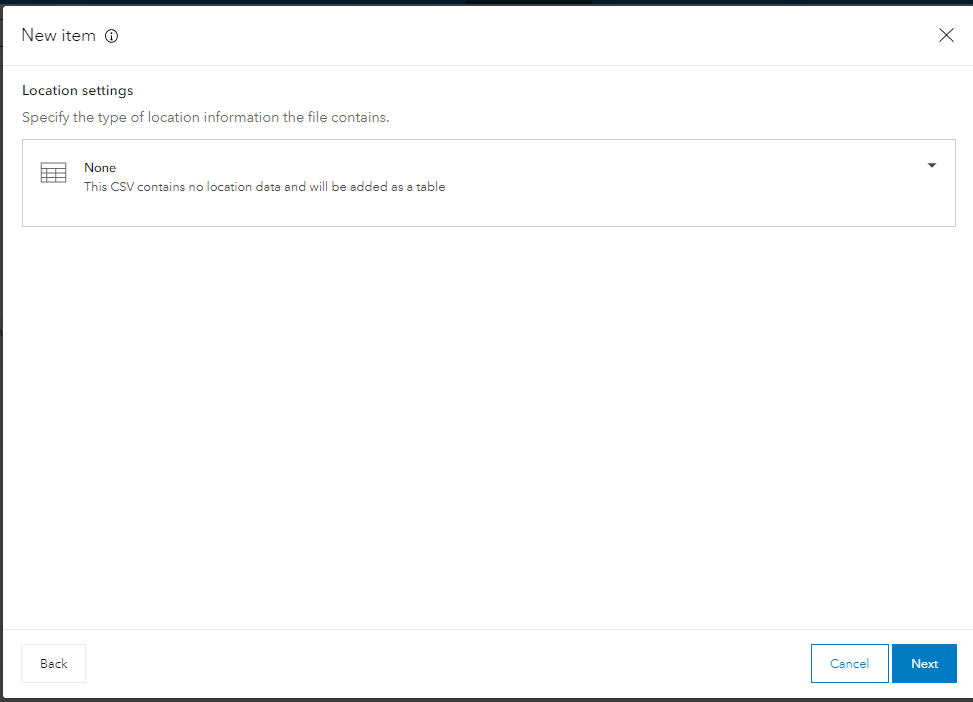 New item
Location settings
Specify the type of location information the file contains.
None
This CSV contains no location data and will be added as a table
Back
Cancel
Next